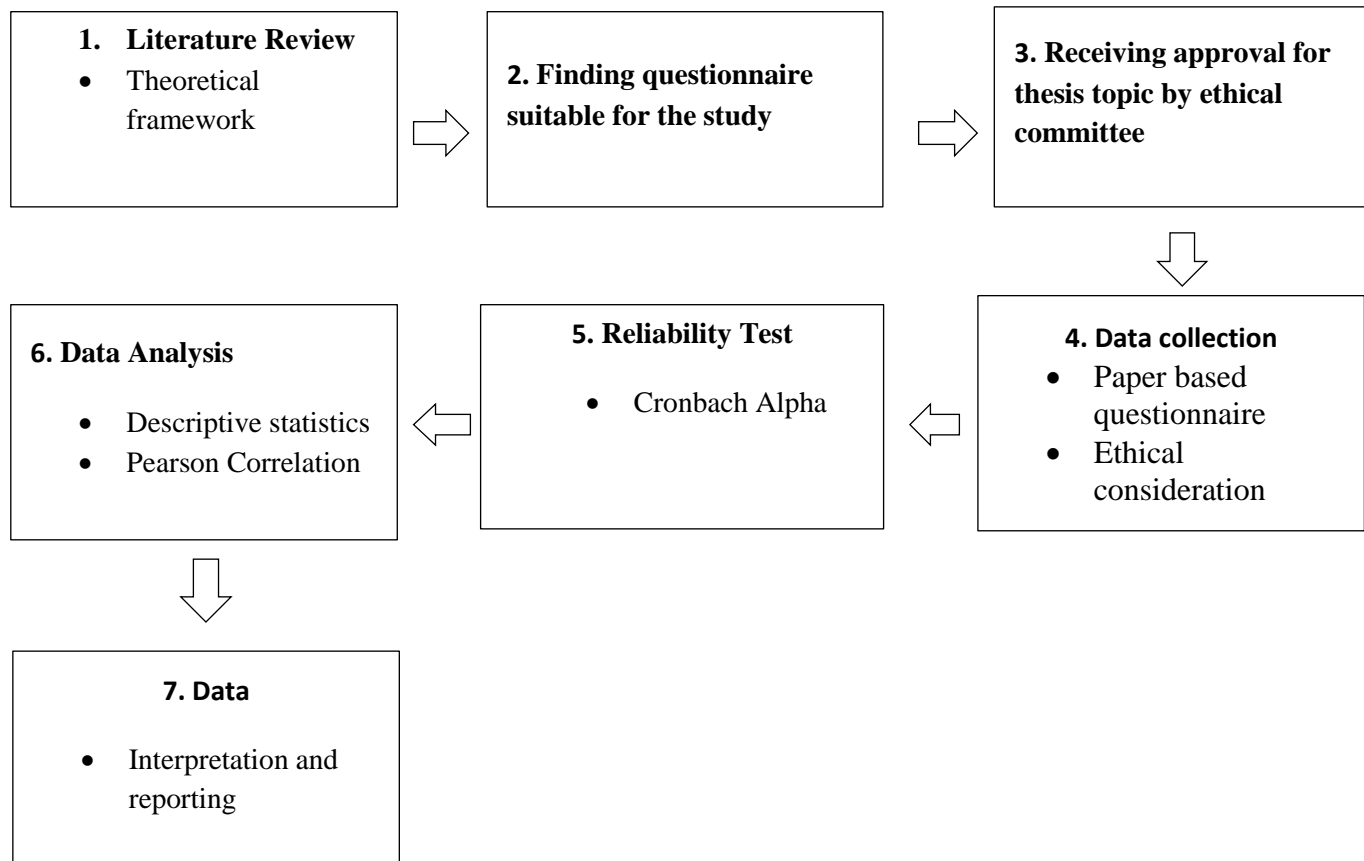 1. Literature Review
• Theoretical
framework
2. Finding questionnaire
suitable for the study
3. Receiving approval for
thesis topic by ethical
committee
4. Data collection
• Paper based
questionnaire
• Ethical
consideration
5. Reliability Test
• Cronbach Alpha
6. Data Analysis
• Descriptive statistics
• Pearson Correlation
7. Data
• Interpretation and
reporting